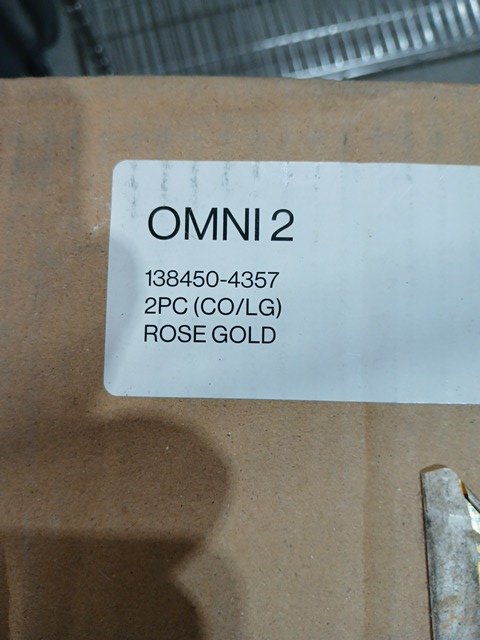 OMNI 2
138450-4357
2PC (CO/LG)
ROSE GOLD